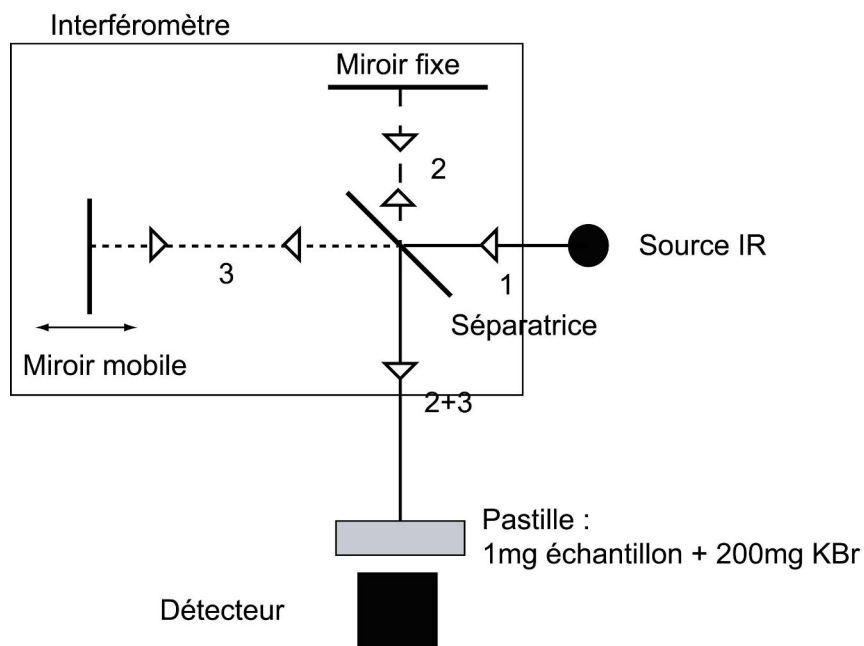 Interféromètre
Miroir fixe
2
3
1
Source IR
Séparatrice
Miroir mobile
2+3
Pastille :
1mg échantillon + 200mg KBr
Détecteur